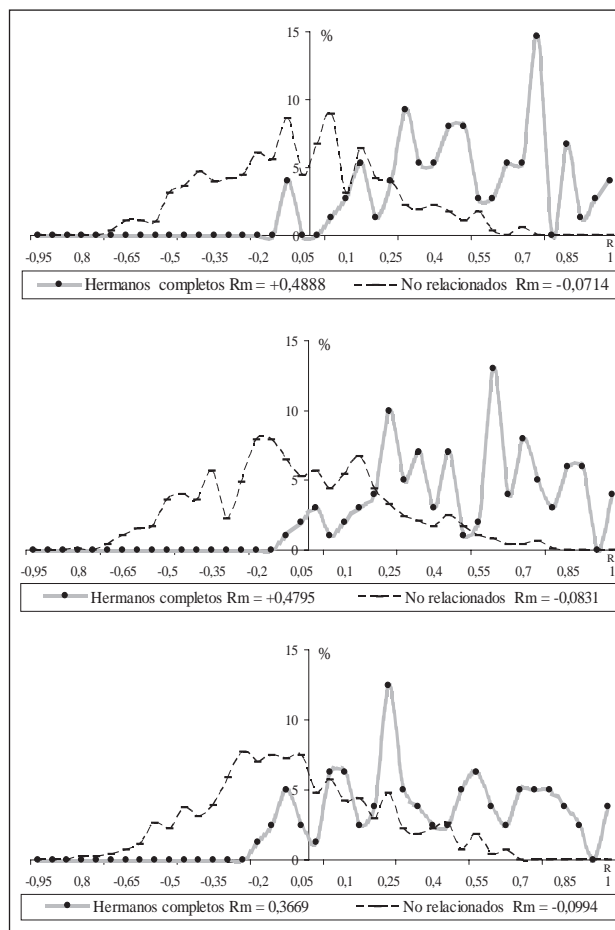 15
%
10
5
0
R
-0,95 0,8 -0,65 -0,5 -0,35 -0,2 0,05 0,1 0,25 0,4 0,55 0,7 0,85 1
Hermanos completos Rm = +0,4888 No relacionados Rm = -0,0714
15
%
10
5
0
R
-0,95 0,8 -0,65 -0,5 -0,35 -0,2 0,05 0,1 0,25 0,4 0,55 0,7 0,85 1
Hermanos completos Rm = +0,4795 No relacionados Rm = -0,0831
15
%
10
5
0
R
-0,95 0,8 -0,65 -0,5 -0,35 -0,2 0,05 0,1 0,25 0,4 0,55 0,7 0,85 1
Hermanos completos Rm = 0,3669 No relacionados Rm = -0,0994